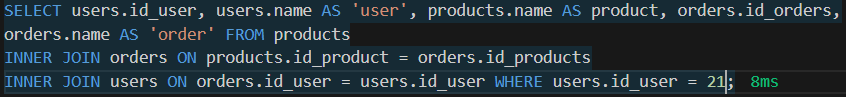 SELECT users.id_user, users.name AS 'user', products.name AS product, orders.id_orders,
orders.name AS 'order' FROM products
INNER JOIN orders ON products.id_product = orders.id_products
INNER JOIN users ON orders.id_user = users.id_user WHERE users.id_user = 21; 8ms